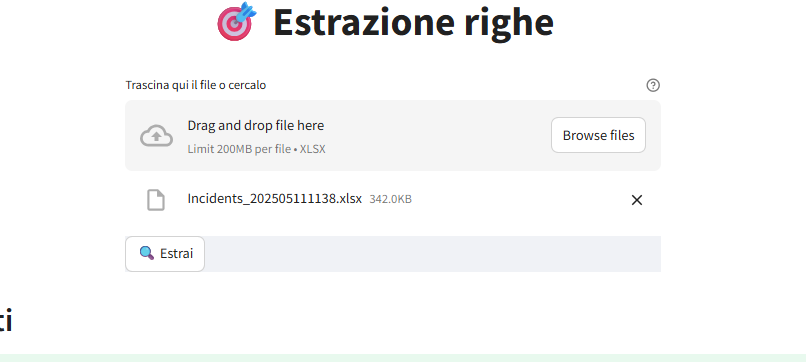 Estrazione righe
Trascina qui il file o cercalo
Drag and drop file here
Browse files
Limit 200MB per file • XLSX
Incidents_202505111138.xlsx 342.0KB
Estrai